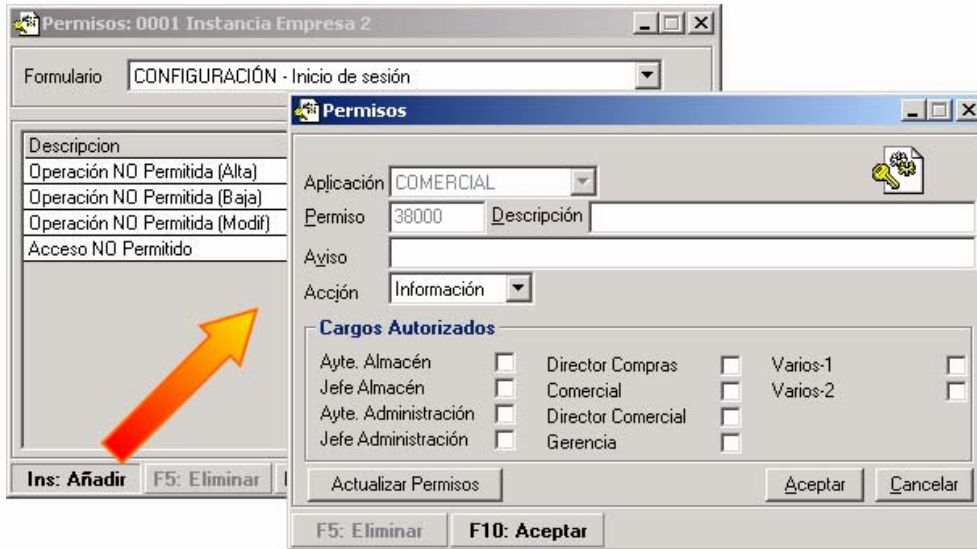 Permisos: 0001 Instancia Empresa 2
Formulario CONFIGURACIÓN - Inicio de sesión
Descripcion
Operación NO Permitida (Alta)
Operación NO Permitida (Baja)
Operación NO Permitida (Modif)
Acceso NO Permitido
Ins: Añadir F5: Eliminar
Permisos
Aplicación COMERCIAL
Permiso 38000 Descripción
Aviso
Acción Información
Cargos Autorizados
Ayte. Almacén Director Compras Varios-1
Jefe Almacén Comercial Varios-2
Ayte. Administración Director Comercial
Jefe Administración Gerencia
Actualizar Permisos Aceptar Cancelar
F5: Eliminar F10: Aceptar